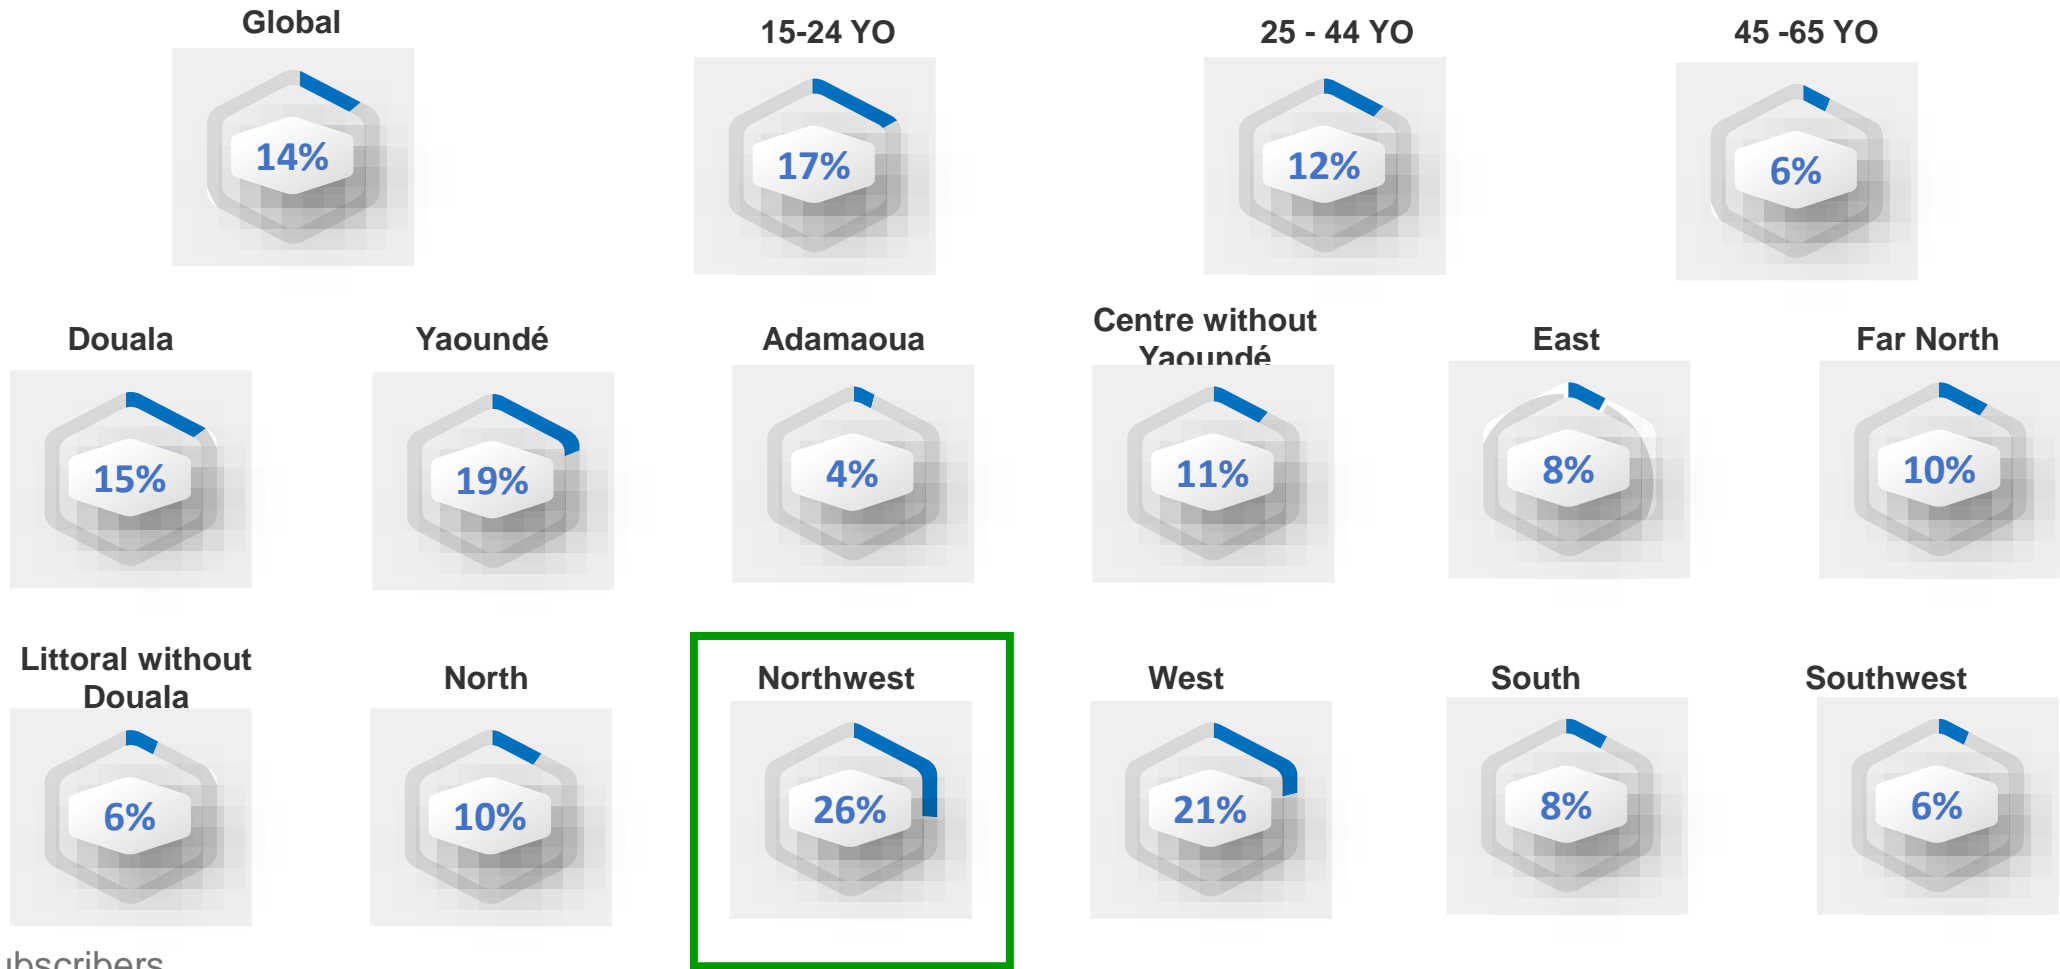 Global
15-24 YO
25 - 44 YO
45 -65 YO
14%
17%
12%
6%
Douala
Yaoundé
Adamaoua
Centre without
Yaoundé
East
Far North
15%
19%
4%
11%
8%
10%
Littoral without
Douala
North
Northwest
West
South
Southwest
6%
10%
26%
21%
8%
6%